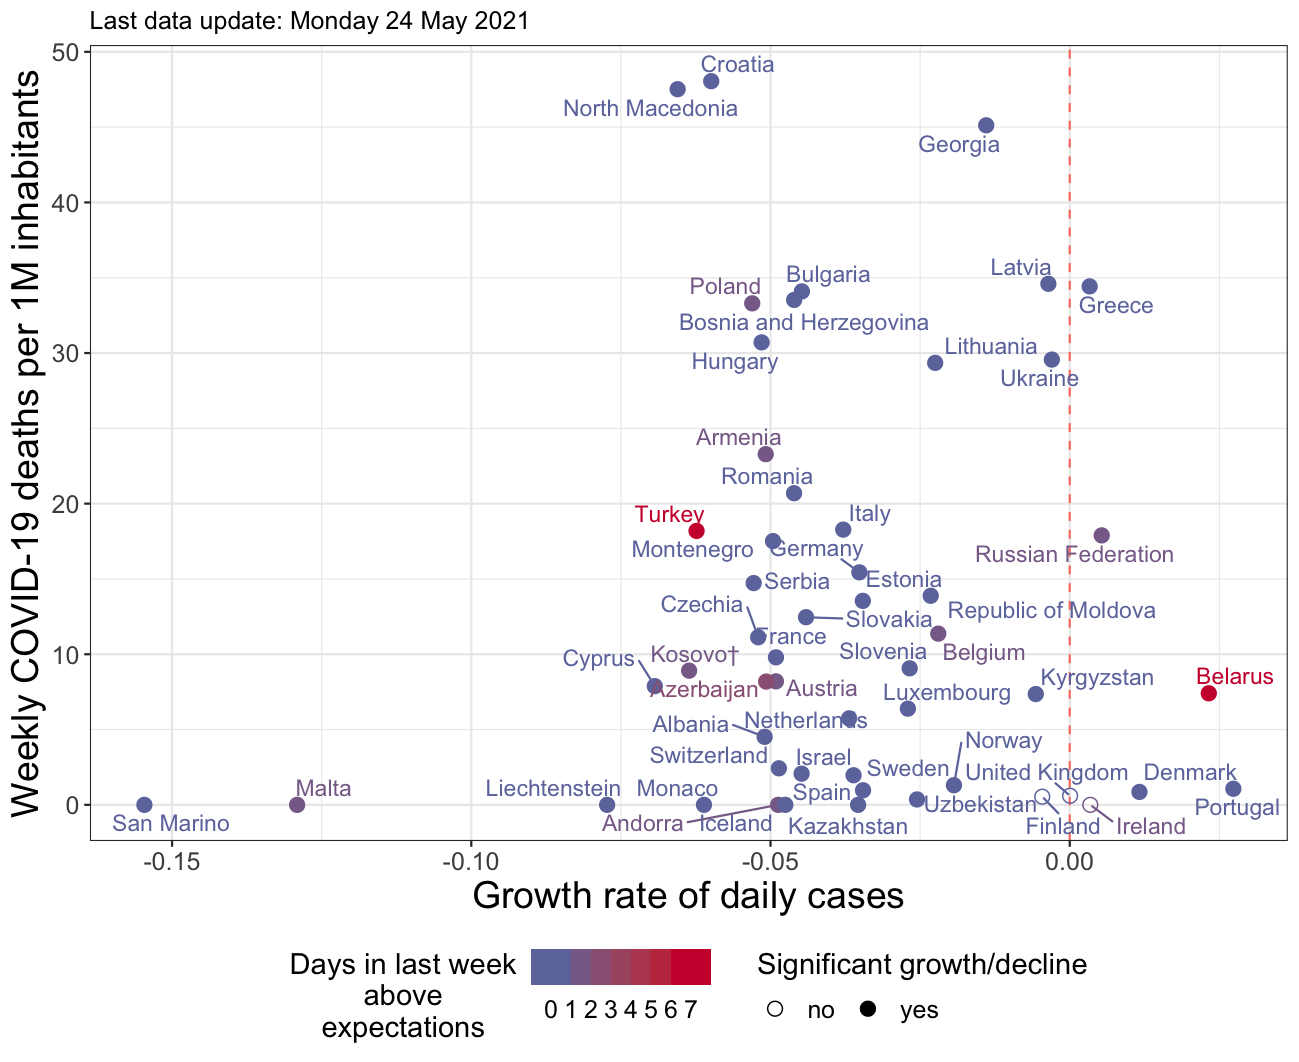 Last data update: Monday 24 May 2021
Weekly COVID-19 deaths per 1M inhabitants
50
40
30
20
10
0
Croatia
North Macedonia
Georgia
Latvia
Bulgaria
Poland
Greece
Bosnia and Herzegovina
Lithuania
Hungary
Ukraine
Armenia
Romania
Turkey
Italy
Montenegro
Germany
Russian Federation
Serbia
Estonia
Czechia
Republic of Moldova
Slovakia
France
Slovenia
Belgium
Kosovo†
Cyprus
Kyrgyzstan
Belarus
Azerbaijan
Austria
Luxembourg
Albania
Netherlands
Norway
Switzerland
Israel
Sweden
United Kingdom
Denmark
Malta
Liechtenstein
Monaco
Spain
Uzbekistan
Portugal
San Marino
Andorra
Iceland
Kazakhstan
Finland
Ireland
-0.15
-0.10
-0.05
0.00
Growth rate of daily cases
Days in last week
above
expectations
0 1 2 3 4 5 6 7
Significant growth/decline
no
yes